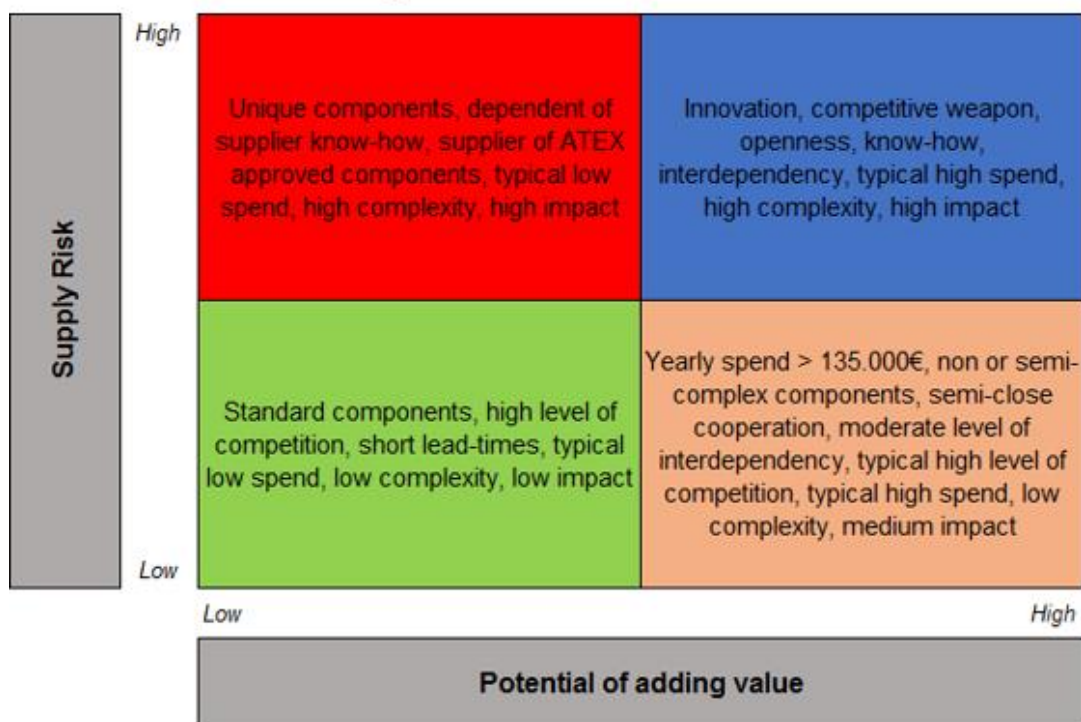 High
Unique components, dependent of
supplier know-how, supplier of ATEX
approved components, typical low
spend, high complexity, high impact
Innovation, competitive weapon,
openness, know-how,
interdependency, typical high spend,
high complexity, high impact
Supply Risk
Standard components, high level of
competition, short lead-times, typical
low spend, low complexity, low impact
Yearly spend > 135.000€, non or semi-
complex components, semi-close
cooperation, moderate level of
interdependency, typical high level of
competition, typical high spend, low
complexity, medium impact
Low
Low
High
Potential of adding value